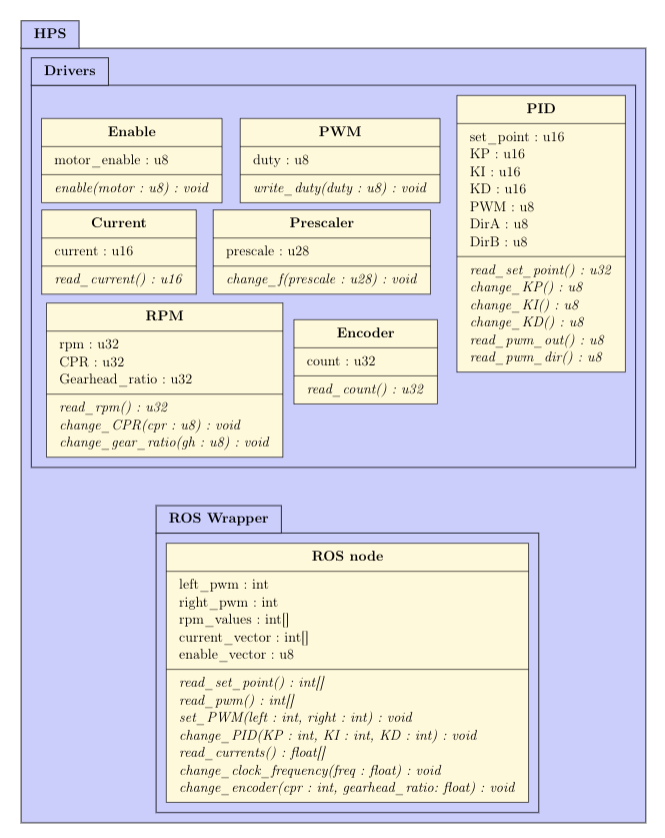 HPS
Drivers
Enable
motor_enable : u8
enable(motor : u8) : void
PWM
duty : u8
write_duty(duty : u8) : void
PID
set_point : u16
KP : u16
KI : u16
KD : u16
PWM : u8
DirA : u8
DirB : u8
read_set_point() : u32
change_KP() : u8
change_KI() : u8
change_KD() : u8
read_pwm_out() : u8
read_pwm_dir() : u8
Current
current : u16
read_current() : u16
Prescaler
prescale : u28
change_f(prescale : u28) : void
RPM
rpm : u32
CPR : u32
Gearhead_ratio : u32
read_rpm() : u32
change_CPR(cpr : u8) : void
change_gear_ratio(gh : u8) : void
Encoder
count : u32
read_count() : u32
ROS Wrapper
ROS node
left_pwm : int
right_pwm : int
rpm_values : int[]
current_vector : int[]
enable_vector : u8
read_set_point() : int[]
read_pwm() : int[]
set_PWM(left : int, right : int) : void
change_PID(KP : int, KI : int, KD : int) : void
read_currents() : float[]
change_clock_frequency(freq : float) : void
change_encoder(cpr : int, gearhead_ratio: float) : void